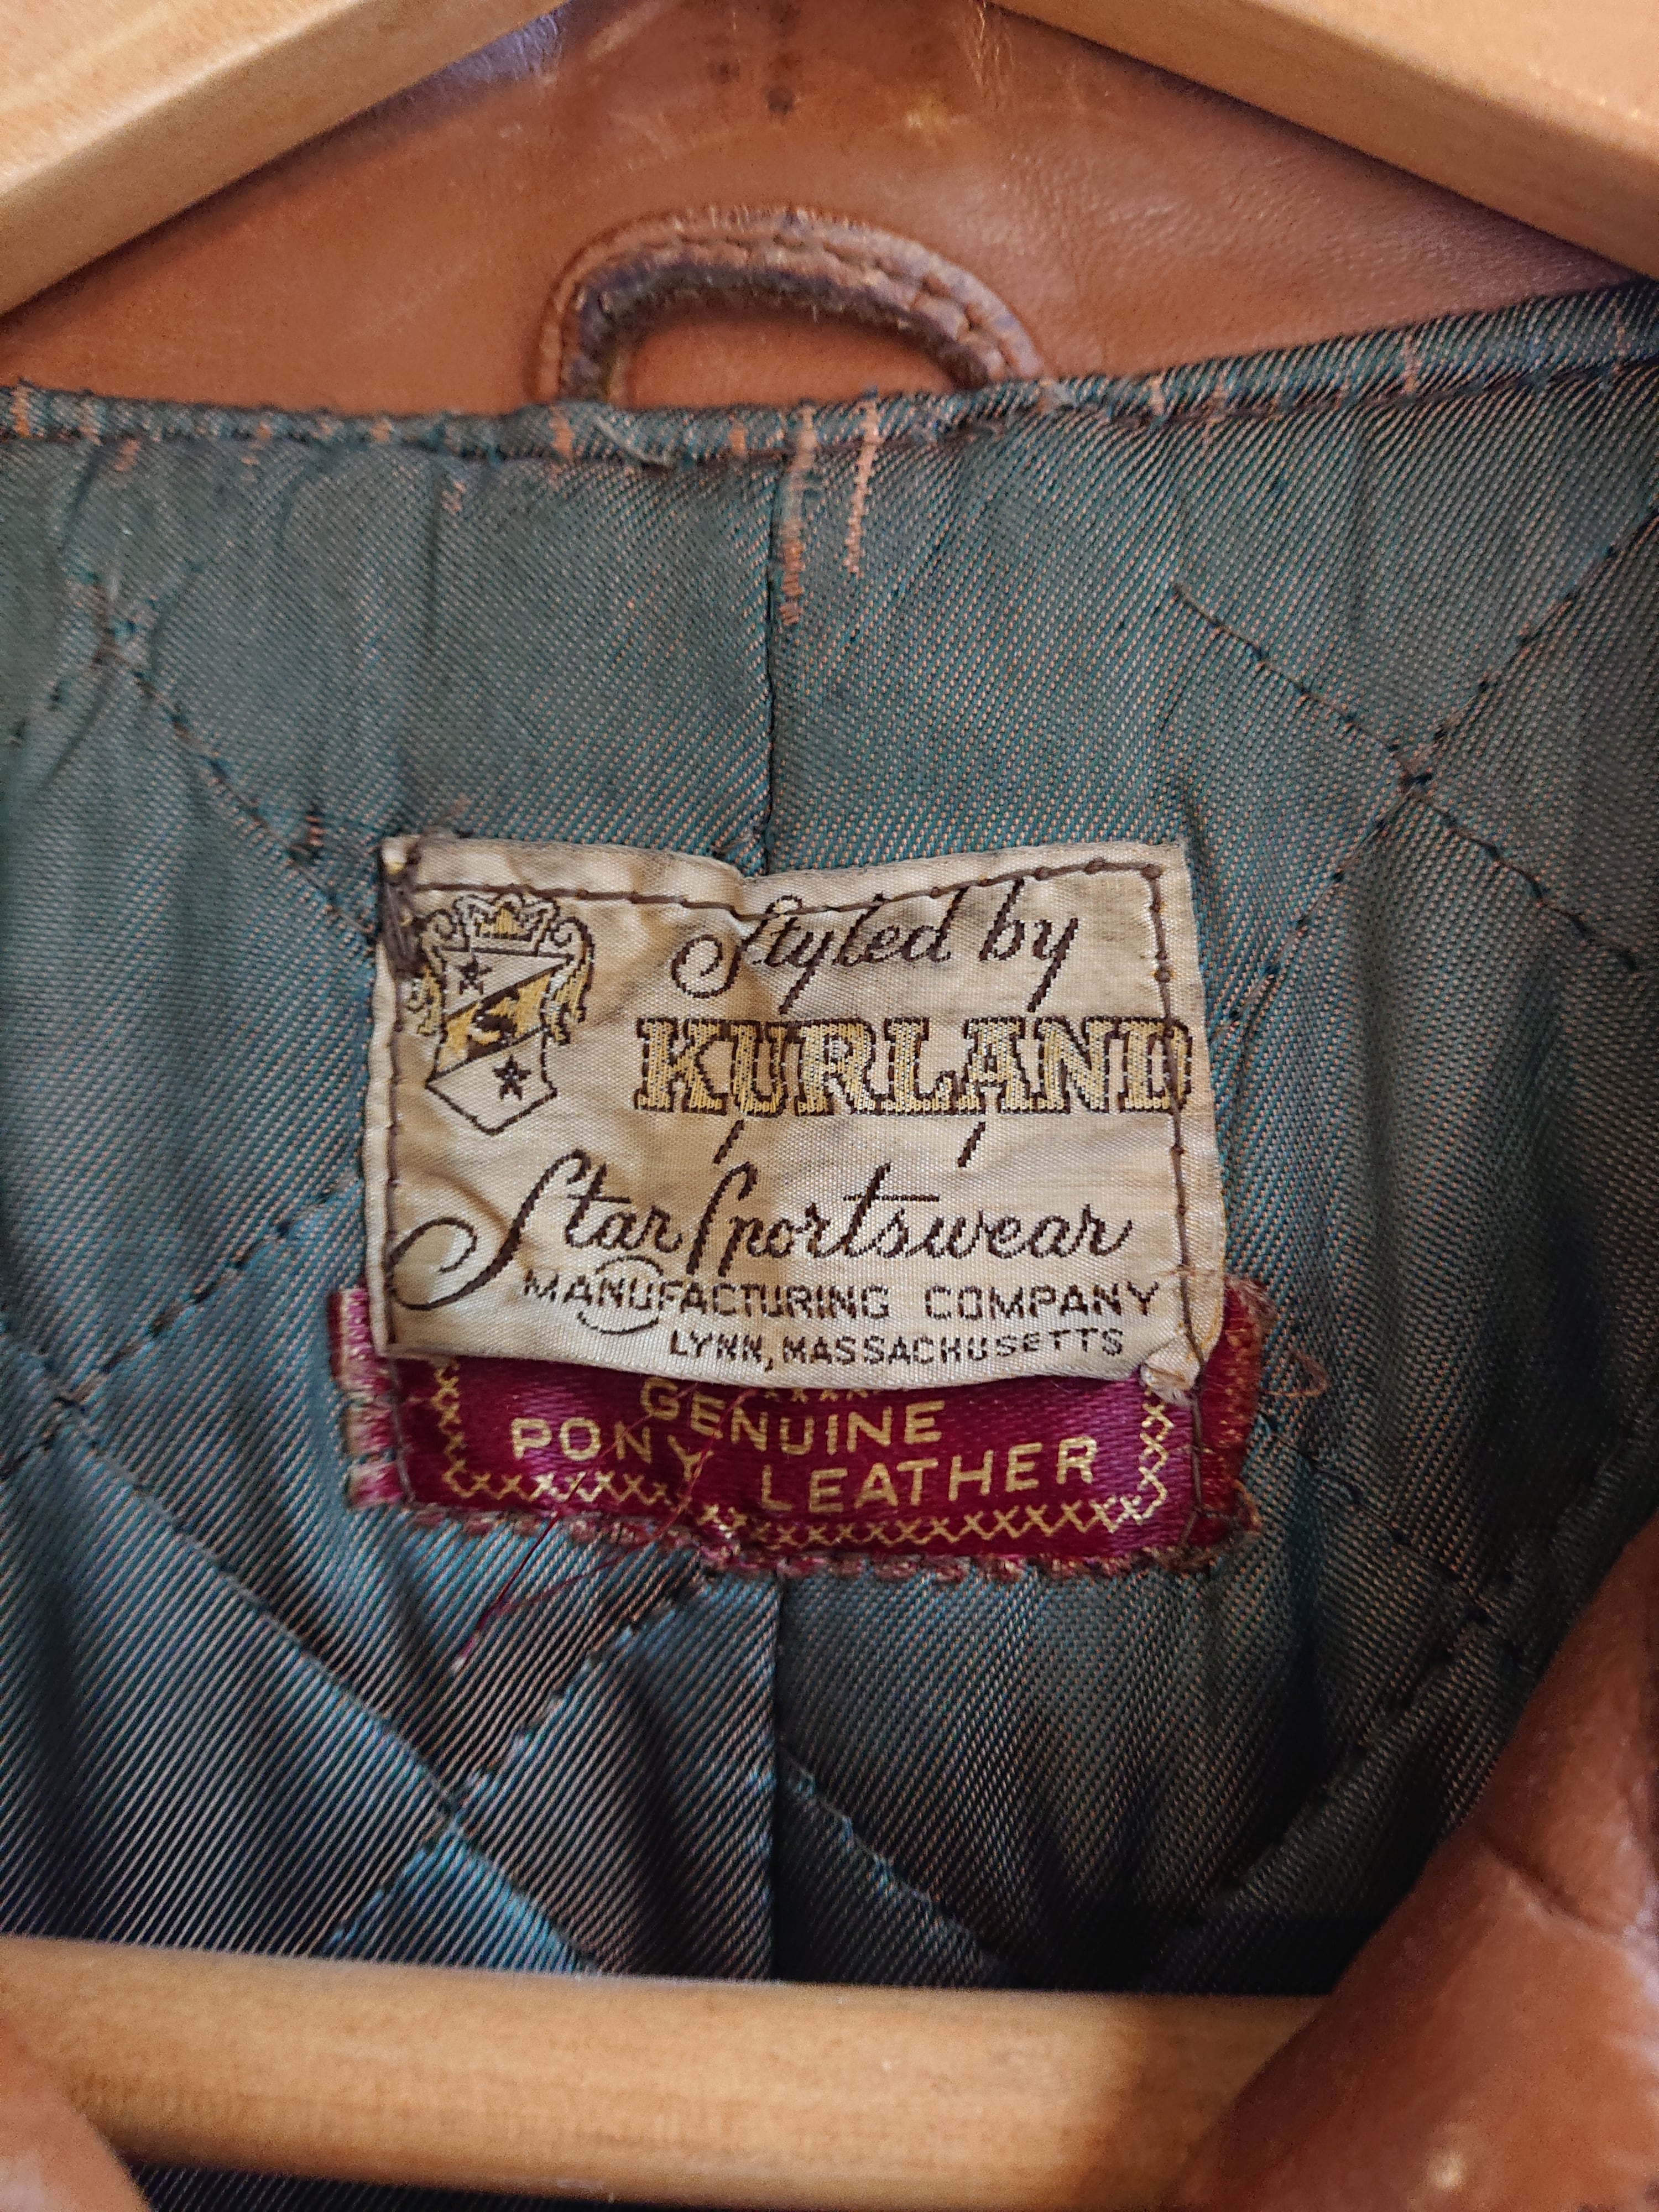 Styled by
KURLAND
Star Sportswear
MANUFACTURING COMPANY
LYNN, MASSACHUSETTS
GENUINE
PONY LEATHER